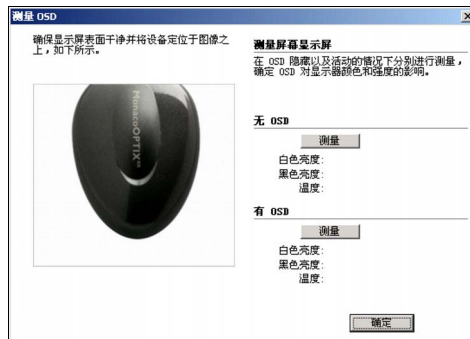 测量 OSD
确保显示屏表面干净并将设备定位于图像之
上，如下所示。
MonacoOPTIX
测量屏幕显示屏
在 OSD 隐藏以及活动的情况下分别进行测量，
确定 OSD 对显示器颜色和强度的影响。
无 OSD
测量
白色亮度:
黑色亮度:
温度:
有 OSD
测量
白色亮度:
黑色亮度:
温度:
确定